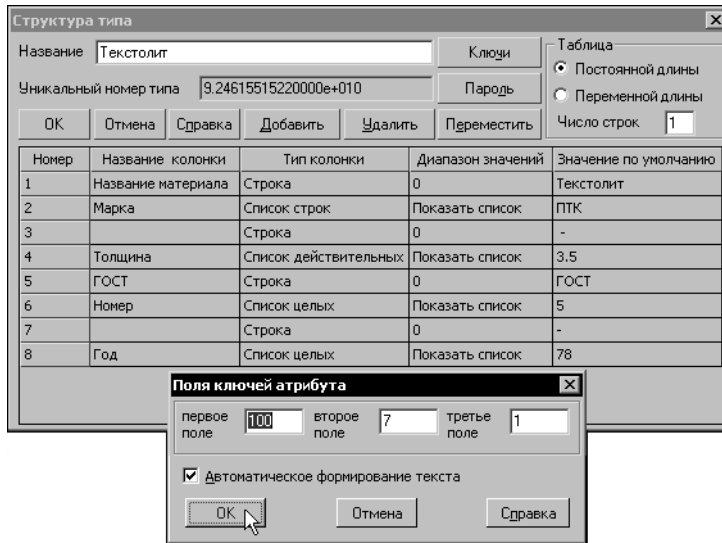 Структура типа
Название Текстолит Ключи Таблица
Постоянной длины
Уникальный номер типа 9.24615515220000e+010 Пароль
Переменной длины
ОК Отмена Справка Добавить Удалить Переместить Число строк 1
Номер Название колонки Тип колонки Диапазон значений Значение по умолчанию
1 Название материала Строка 0 Текстолит
2 Марка Список строк Показать список ПТК
3 Строка 0 -
4 Толщина Список действительных Показать список 3.5
5 ГОСТ Строка 0 ГОСТ
6 Номер Список целых Показать список 5
7 Строка 0 -
8 Год Список целых Показать список 78
Поля ключей атрибута
первое поле 100 второе поле 7 третье поле 1
Автоматическое формирование текста
ОК Отмена Справка